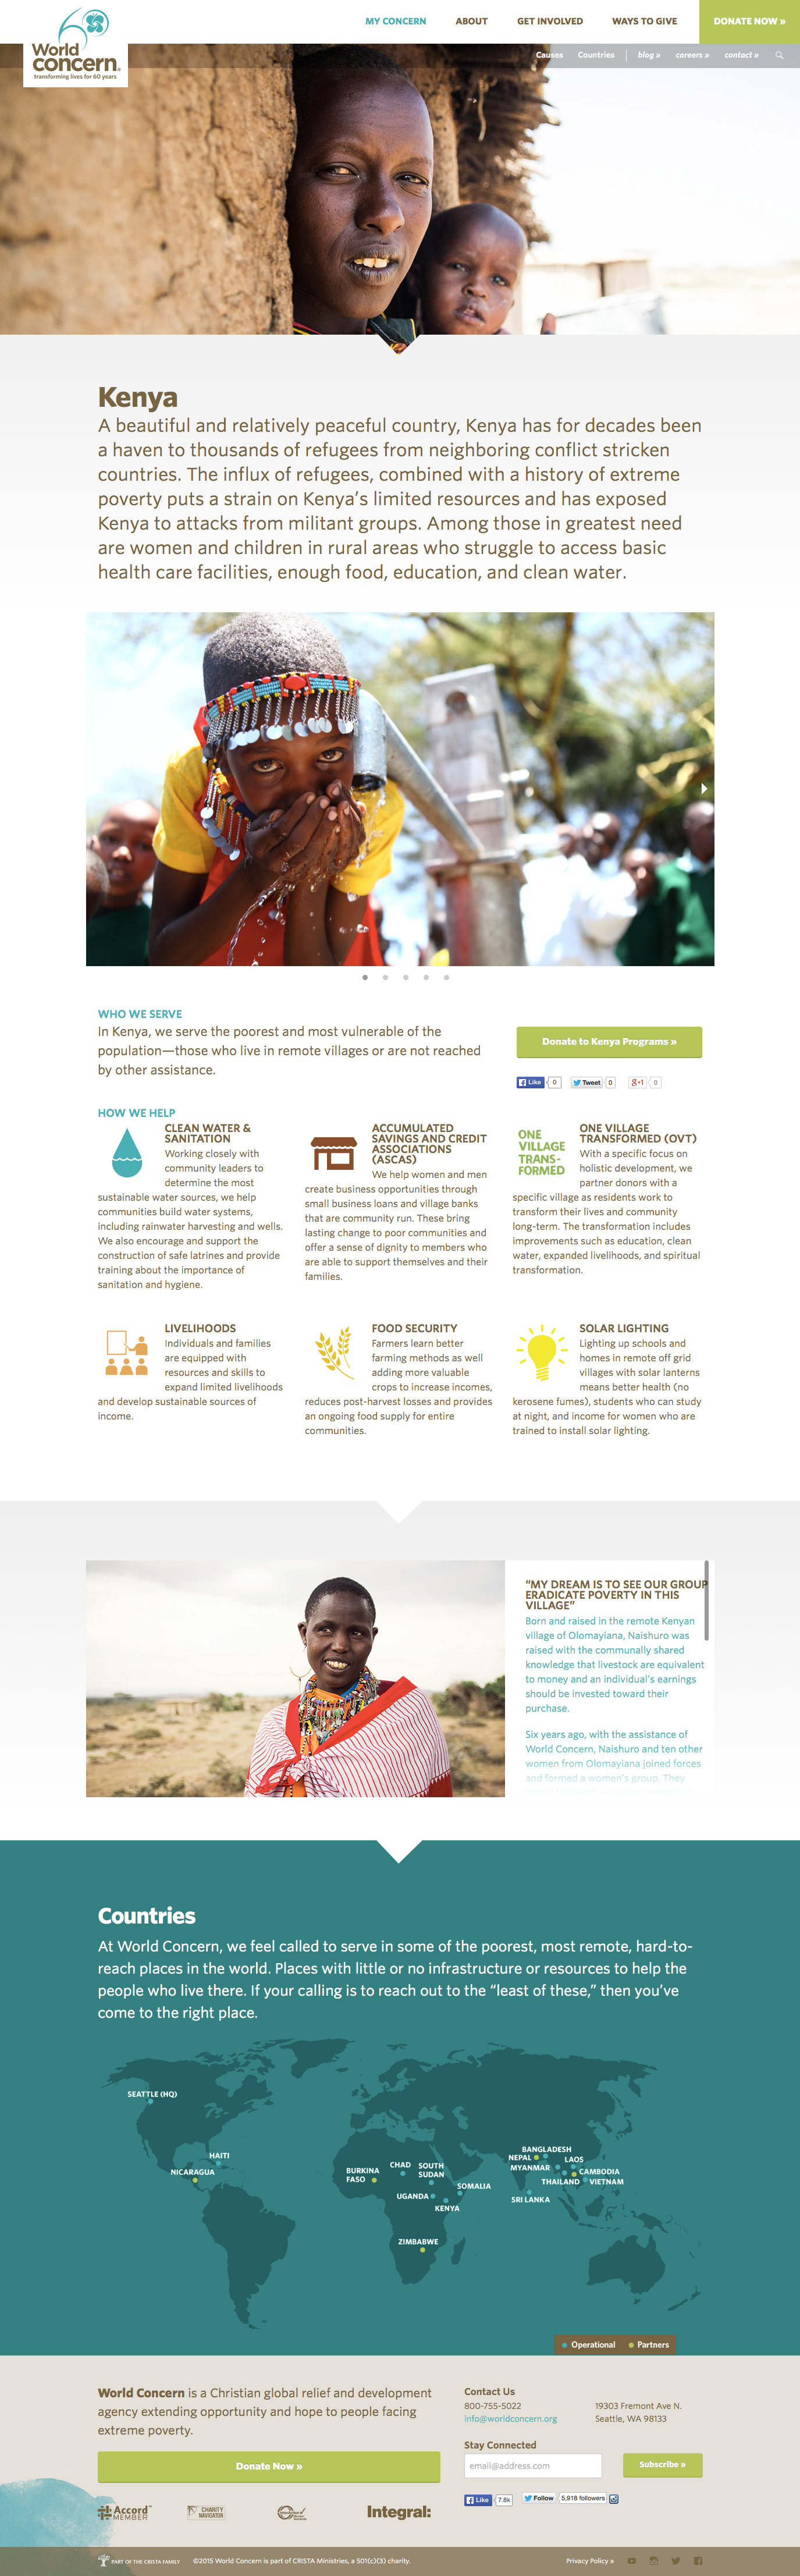 World
concern.
transforming lives for 60 years
MY CONCERN ABOUT GET INVOLVED WAYS TO GIVE DONATE NOW »
Causes Countries blog » careers » contact »
Kenya
A beautiful and relatively peaceful country, Kenya has for decades been
a haven to thousands of refugees from neighboring conflict stricken
countries. The influx of refugees, combined with a history of extreme
poverty puts a strain on Kenya’s limited resources and has exposed
Kenya to attacks from militant groups. Among those in greatest need
are women and children in rural areas who struggle to access basic
health care facilities, enough food, education, and clean water.
WHO WE SERVE
In Kenya, we serve the poorest and most vulnerable of the
population—those who live in remote villages or are not reached
by other assistance.
Donate to Kenya Programs »
Like 0 Tweet 0 g+1 0
HOW WE HELP
CLEAN WATER &
SANITATION
Working closely with
community leaders to
determine the most
sustainable water sources, we help
communities build water systems,
including rainwater harvesting and wells.
We also encourage and support the
construction of safe latrines and provide
training about the importance of
sanitation and hygiene.
ACCUMULATED
SAVINGS AND CREDIT
ASSOCIATIONS
(ASCAS)
We help women and men
create business opportunities through
small business loans and village banks
that are community run. These bring
lasting change to poor communities and
offer a sense of dignity to members who
are able to support themselves and their
families.
ONE
VILLAGE
TRANS-
FORMED
ONE VILLAGE
TRANSFORMED (OVT)
With a specific focus on
holistic development, we
partner donors with a
specific village as residents work to
transform their lives and community
long-term. The transformation includes
improvements such as education, clean
water, expanded livelihoods, and spiritual
transformation.
LIVELIHOODS
Individuals and families
are equipped with
resources and skills to
expand limited livelihoods
and develop sustainable sources of
income.
FOOD SECURITY
Farmers learn better
farming methods as well
adding more valuable
crops to increase incomes,
reduces post-harvest losses and provides
an ongoing food supply for entire
communities.
SOLAR LIGHTING
Lighting up schools and
homes in remote off grid
villages with solar lanterns
means better health (no
kerosene fumes), students who can study
at night, and income for women who are
trained to install solar lighting.
“MY DREAM IS TO SEE OUR GROUP
ERADICATE POVERTY IN THIS
VILLAGE”
Born and raised in the remote Kenyan
village of Olomayiana, Naishuro was
raised with the communally shared
knowledge that livestock are equivalent
to money and an individual’s earnings
should be invested toward their
purchase.
Six years ago, with the assistance of
World Concern, Naishuro and ten other
women from Olomayiana joined forces
and formed a women’s group. They
Countries
At World Concern, we feel called to serve in some of the poorest, most remote, hard-to-
reach places in the world. Places with little or no infrastructure or resources to help the
people who live there. If your calling is to reach out to the “least of these,” then you’ve
come to the right place.
SEATTLE (HQ)
HAITI
NICARAGUA
BURKINA
FASO
CHAD
SOUTH
SUDAN
SOMALIA
UGANDA
KENYA
ZIMBABWE
BANGLADESH
NEPAL
LAOS
MYANMAR
CAMBODIA
THAILAND
VIETNAM
SRI LANKA
Operational Partners
World Concern is a Christian global relief and development
agency extending opportunity and hope to people facing
extreme poverty.
Donate Now »
Accord
MEMBER
CHARITY
NAVIGATOR
Integral:
Contact Us
800-755-5022
info@worldconcern.org
19303 Fremont Ave N.
Seattle, WA 98133
Stay Connected
email@address.com
Subscribe »
Like 7.8k Follow 5,918 followers
PART OF THE CRISTA FAMILY
©2015 World Concern is part of CRISTA Ministries, a 501(c)(3) charity.
Privacy Policy »